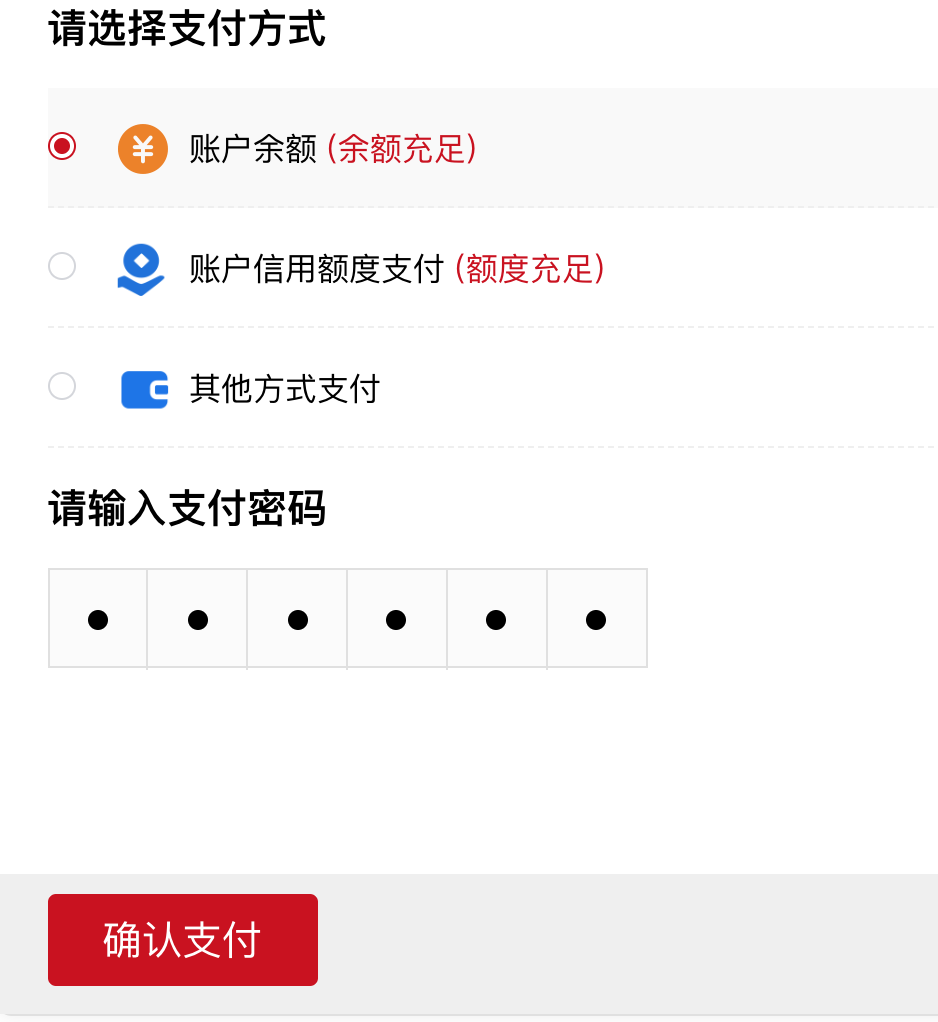 请选择支付方式
账户余额 (余额充足)
账户信用额度支付 (额度充足)
其他方式支付
请输入支付密码
确认支付